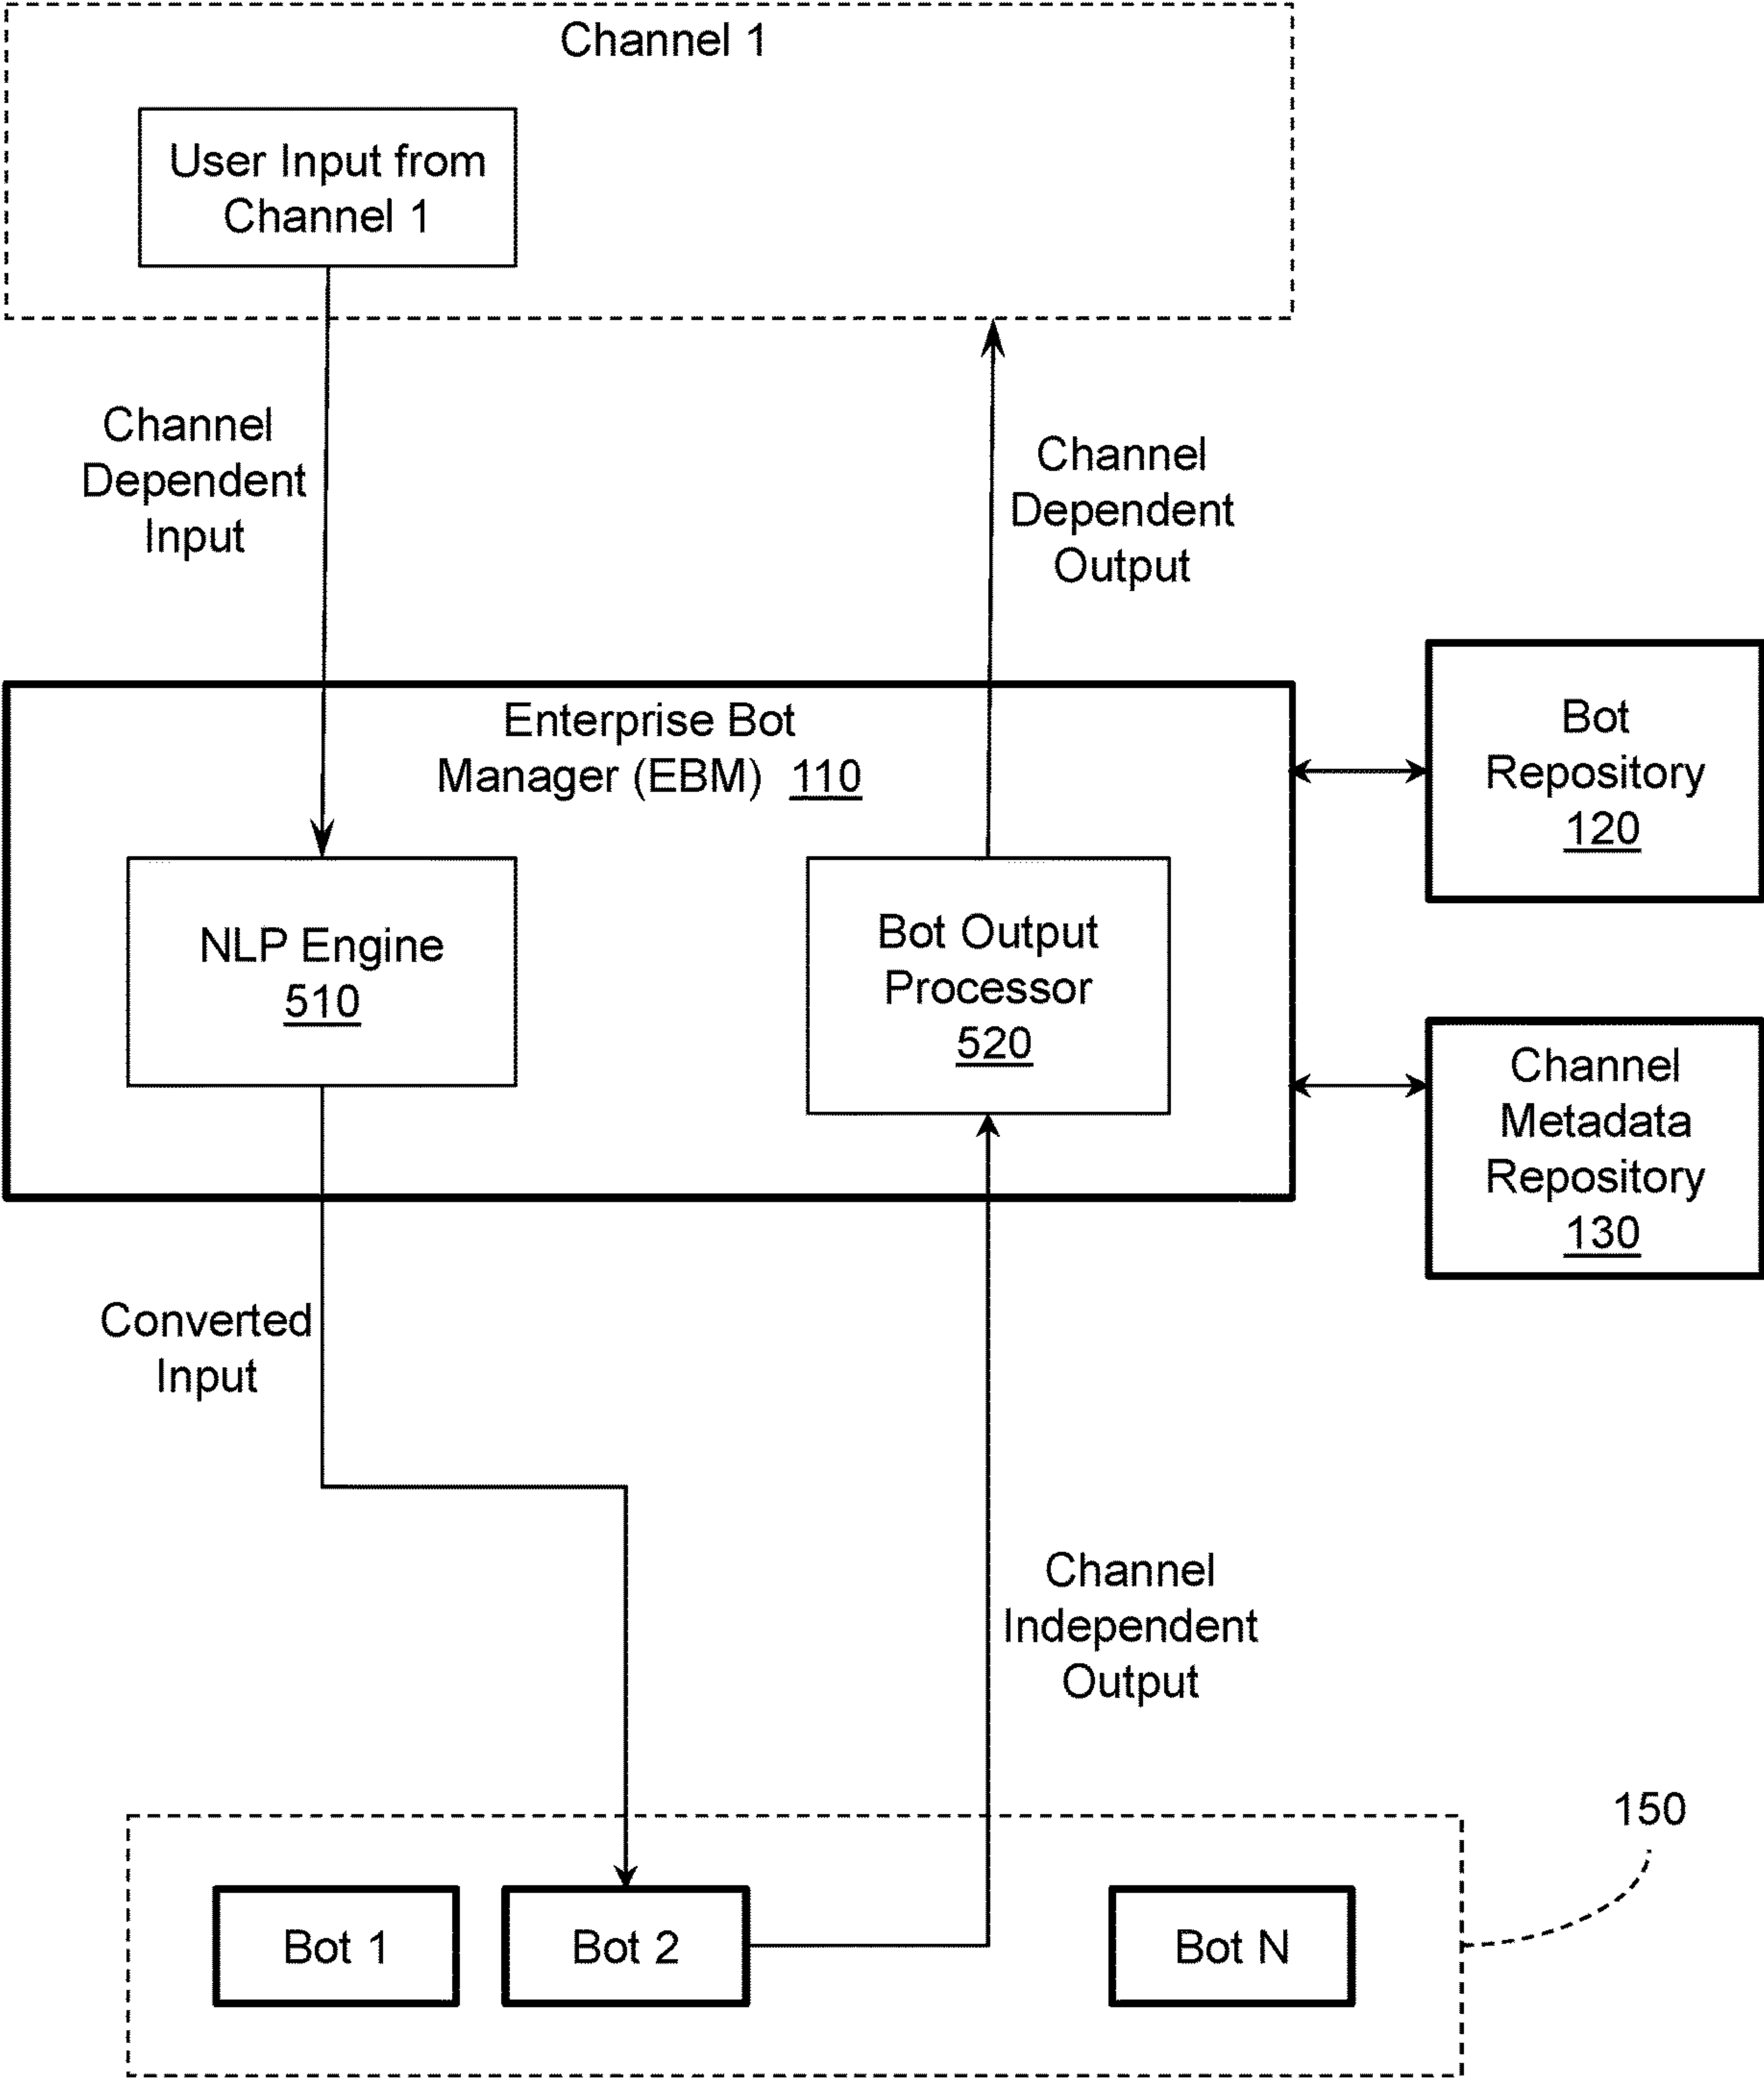 Channel 1
User Input from
Channel 1
Channel
Dependent
Input
Channel
Dependent
Output
Enterprise Bot
Manager (EBM) 110
Bot
Repository
120
NLP Engine
510
Bot Output
Processor
520
Channel
Metadata
Repository
130
Converted
Input
Channel
Independent
Output
150
Bot 1
Bot 2
Bot N